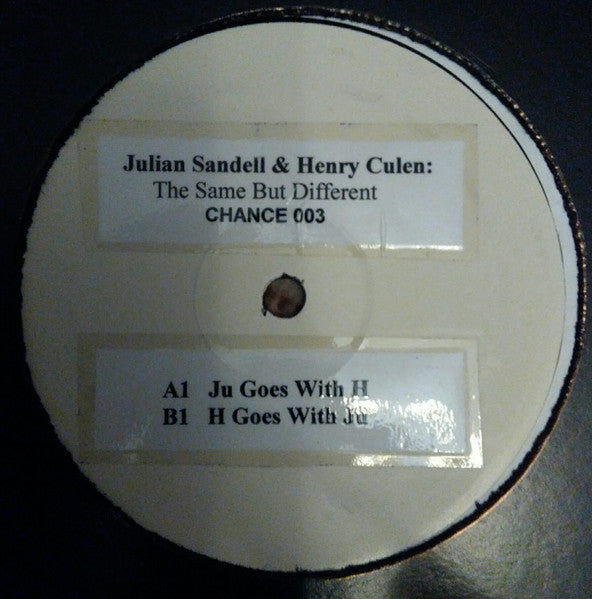 Julian Sandell & Henry Culen:
The Same But Different
CHANCE 003
A1 Ju Goes With H
B1 H Goes With Ju